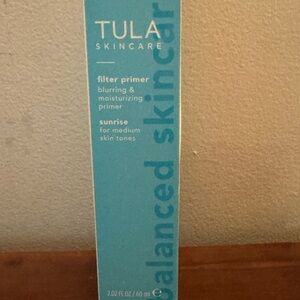 TULA
SKINCARE
filter primer
blurring &
moisturizing
primer
sunrise
for medium
skin tones
2.02 FL OZ / 60 ml e
balanced skincar